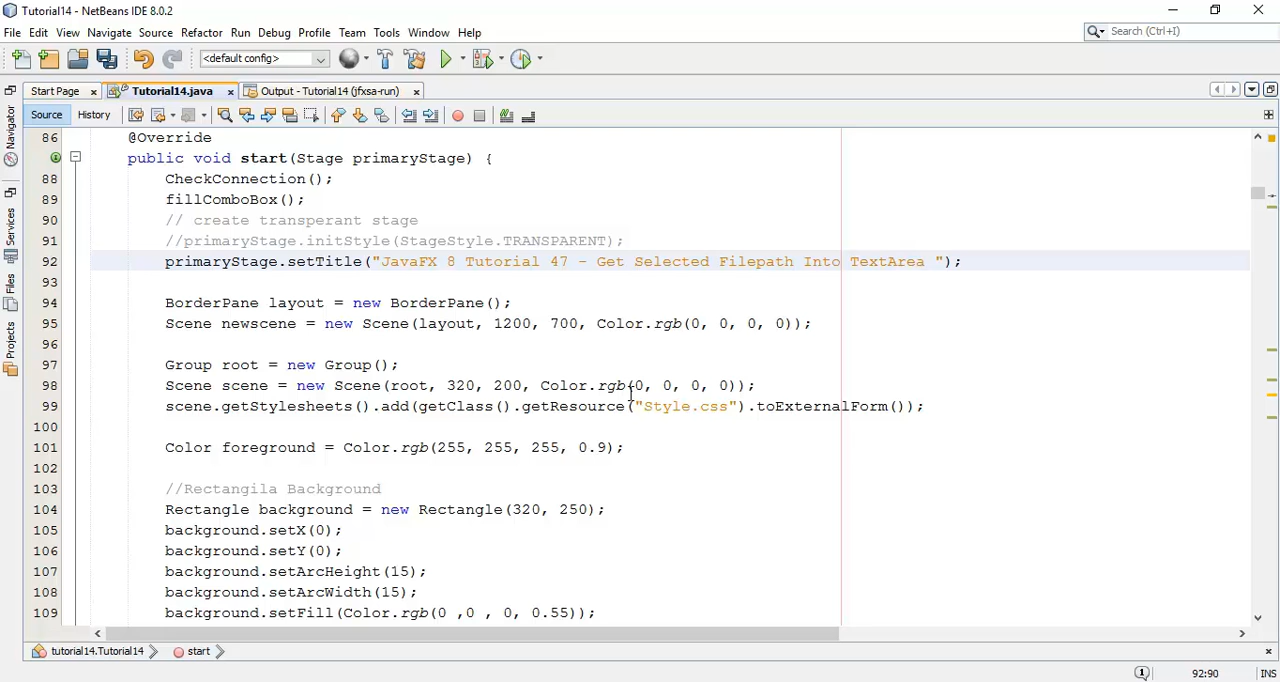 Tutorial14 - NetBeans IDE 8.0.2
File Edit View Navigate Source Refactor Run Debug Profile Team Tools Window Help
Search (Ctrl+I)
<default config>
Start Page
Tutorial14.java
Output - Tutorial14 (jfxsa-run)
Source
History
Navigator
Services
Files
Projects
86 @Override
public void start(Stage primaryStage) {
88 CheckConnection();
89 fillComboBox();
90 // create transperant stage
91 //primaryStage.initStyle(StageStyle.TRANSPARENT);
92 primaryStage.setTitle("JavaFX 8 Tutorial 47 - Get Selected Filepath Into TextArea ");
93
94 BorderPane layout = new BorderPane();
95 Scene newscene = new Scene(layout, 1200, 700, Color.rgb(0, 0, 0, 0));
96
97 Group root = new Group();
98 Scene scene = new Scene(root, 320, 200, Color.rgb(0, 0, 0, 0));
99 scene.getStylesheets().add(getClass().getResource("Style.css").toExternalForm());
100
101 Color foreground = Color.rgb(255, 255, 255, 0.9);
102
103 //Rectangila Background
104 Rectangle background = new Rectangle(320, 250);
105 background.setX(0);
106 background.setY(0);
107 background.setArcHeight(15);
108 background.setArcWidth(15);
109 background.setFill(Color.rgb(0 ,0 , 0, 0.55));
tutorial14.Tutorial14
start
1
92:90
INS